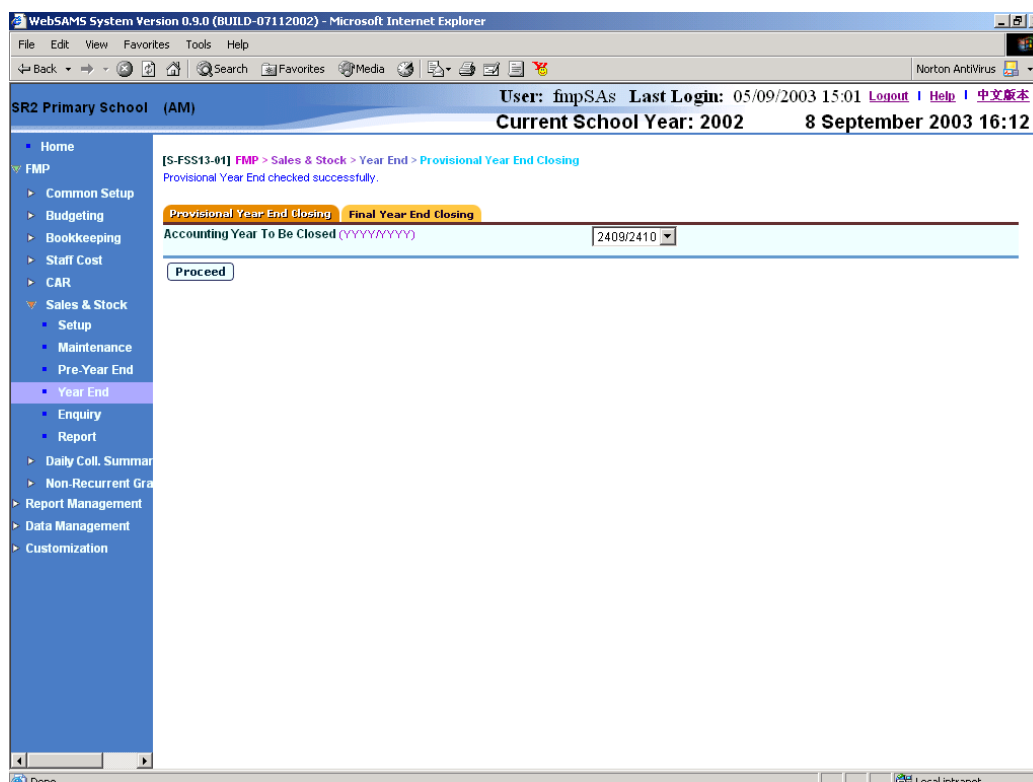 WebSAMS System Version 0.9.0 (BUILD-07112002) - Microsoft Internet Explorer
File Edit View Favorites Tools Help
Back Search Favorites Media Norton AntiVirus
SR2 Primary School (AM)
User: fmpSAs Last Login: 05/09/2003 15:01 Logout | Help | 中文版本
Current School Year: 2002 8 September 2003 16:12
Home
FMP
Common Setup
Budgeting
Bookkeeping
Staff Cost
CAR
Sales & Stock
Setup
Maintenance
Pre-Year End
Year End
Enquiry
Report
Daily Coll. Summar
Non-Recurrent Gra
Report Management
Data Management
Customization
[S-FSS13-01] FMP > Sales & Stock > Year End > Provisional Year End Closing
Provisional Year End checked successfully.
Provisional Year End Closing Final Year End Closing
Accounting Year To Be Closed (YYYY/YYYY) 2409/2410
Proceed
Done Local intranet